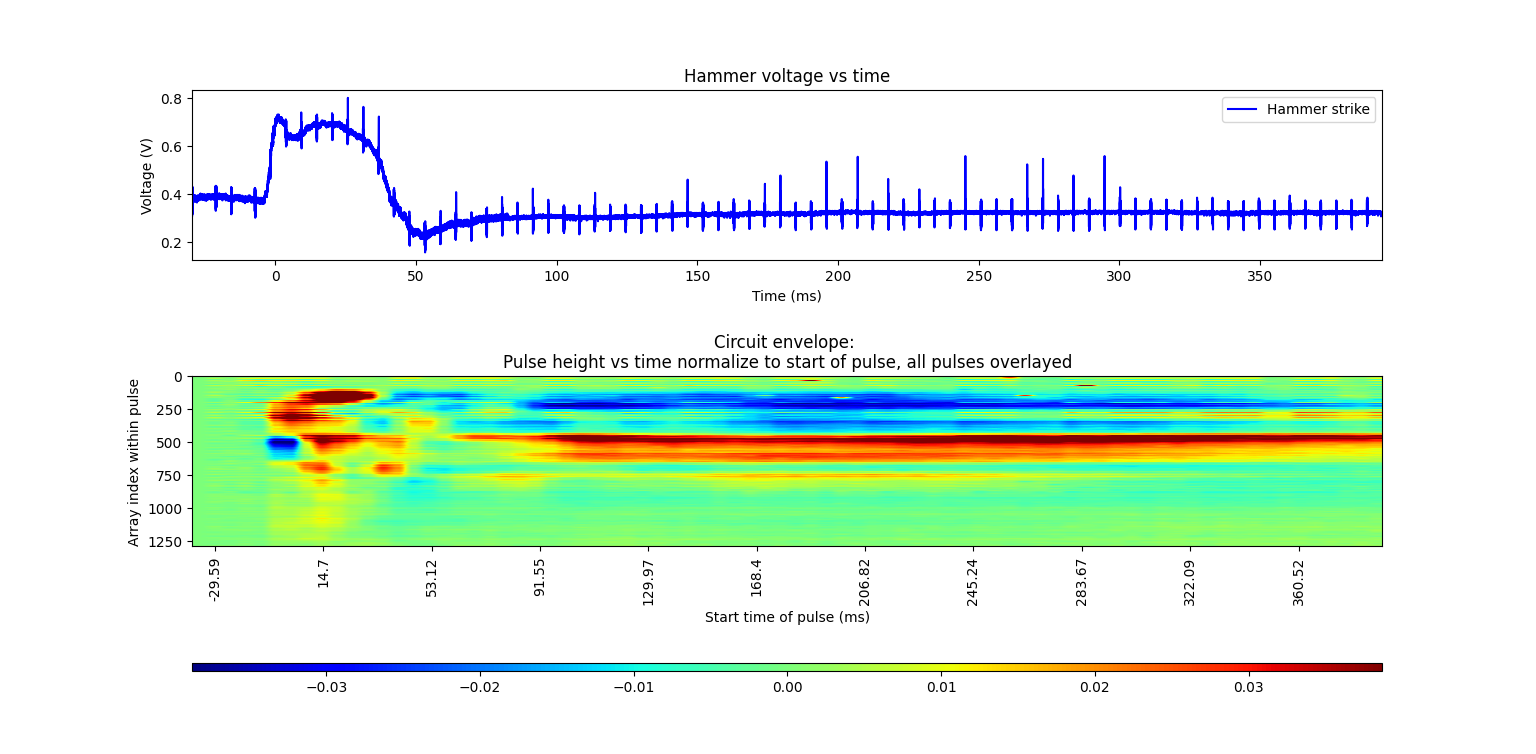 Hammer voltage vs time
Hammer strike
Voltage (V)
0.8
0.6
0.4
0.2
0 50 100 150 200 250 300 350
Time (ms)
Circuit envelope:
Pulse height vs time normalize to start of pulse, all pulses overlayed
Array index within pulse
0
250
500
750
1000
1250
-29.59 14.7 53.12 91.55 129.97 168.4 206.82 245.24 283.67 322.09 360.52
Start time of pulse (ms)
−0.03 −0.02 −0.01 0.00 0.01 0.02 0.03